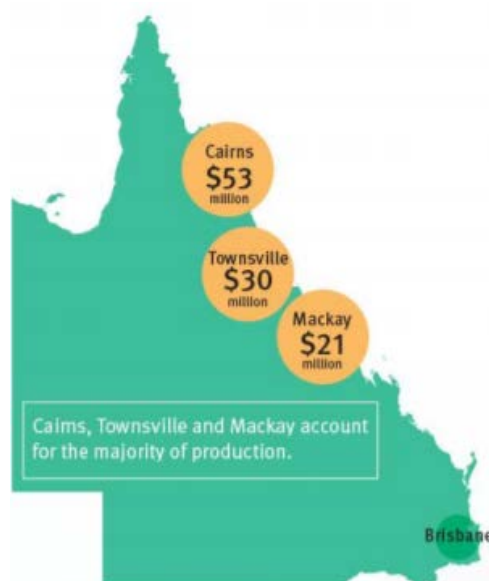 Cairns
$53
million
Townsville
$30
million
Mackay
$21
million
Caims, Townsville and Mackay account
for the majority of production.
Brisbane